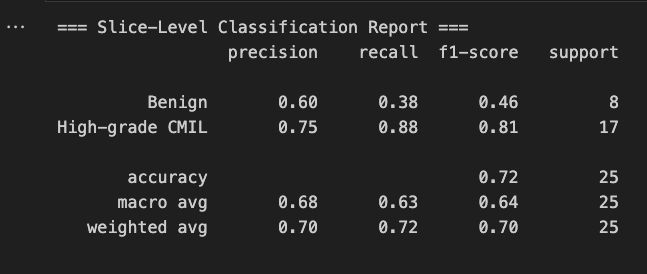 ... === Slice-Level Classification Report ===
precision recall f1-score support
Benign 0.60 0.38 0.46 8
High-grade CMIL 0.75 0.88 0.81 17
accuracy 0.72 25
macro avg 0.68 0.63 0.64 25
weighted avg 0.70 0.72 0.70 25